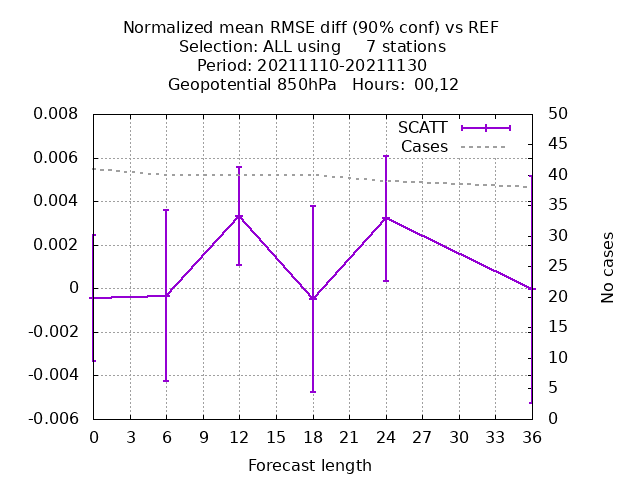 Normalized mean RMSE diff (90% conf) vs REF
Selection: ALL using     7 stations
Period: 20211110-20211130
Geopotential 850hPa   Hours: 00,12
SCATT
Cases
0.008
0.006
0.004
0.002
0
-0.002
-0.004
-0.006
50
45
40
35
30
25
20
15
10
5
0
No cases
0 3 6 9 12 15 18 21 24 27 30 33 36
Forecast length